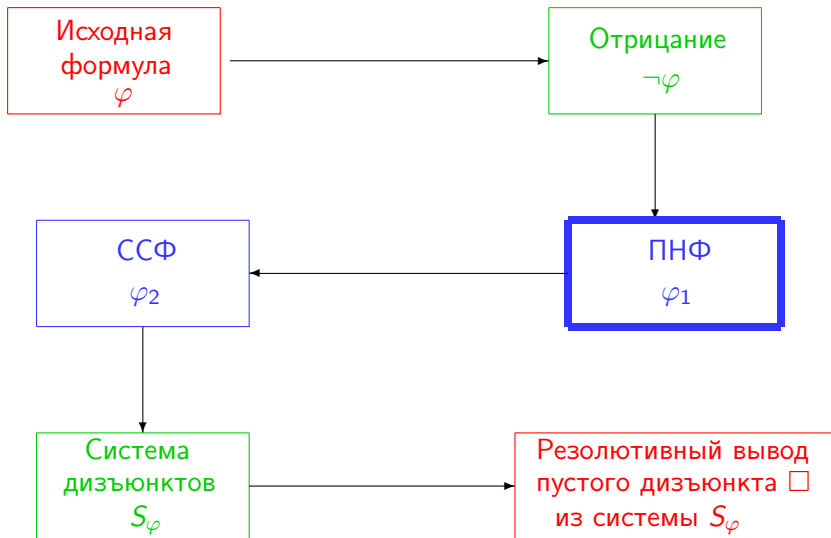 Исходная
формула
φ
Отрицание
¬φ
ССФ
φ₂
ПНФ
φ₁
Система
дизъюнктов
Sφ
Резолютивный вывод
пустого дизъюнкта □
из системы Sφ